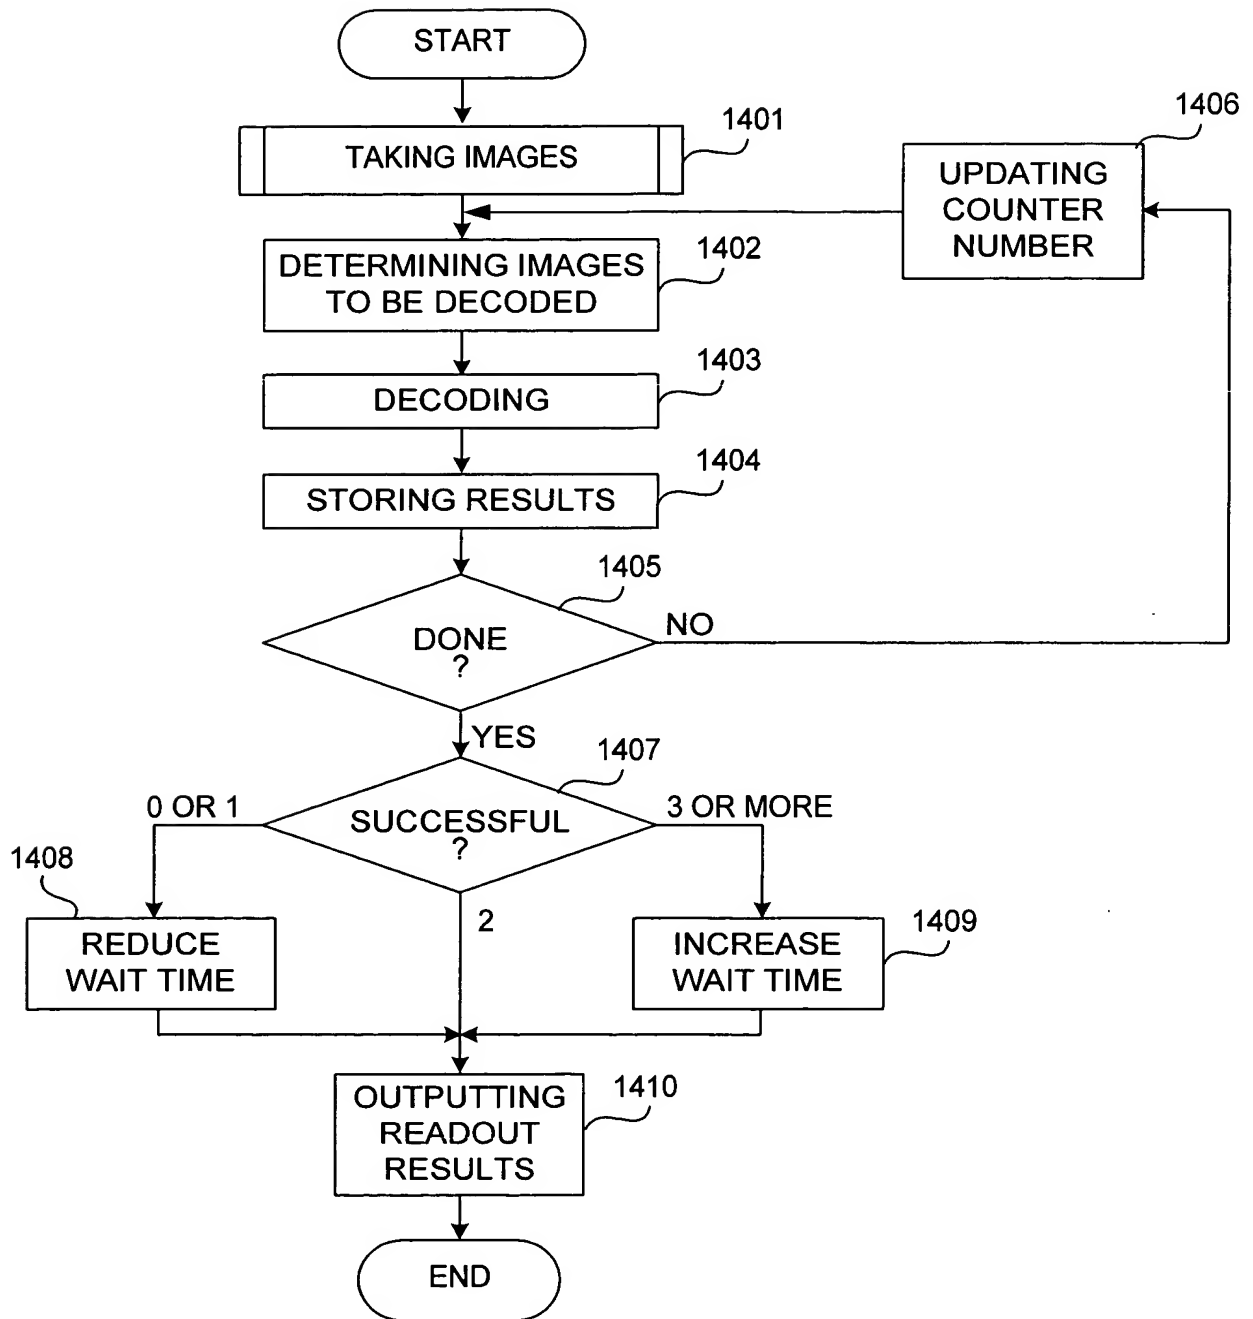 START
1401
TAKING IMAGES
1406
UPDATING
COUNTER
NUMBER
1402
DETERMINING IMAGES
TO BE DECODED
1403
DECODING
1404
STORING RESULTS
1405
DONE
?
NO
YES
1407
0 OR 1
SUCCESSFUL
?
3 OR MORE
1408
REDUCE
WAIT TIME
2
1409
INCREASE
WAIT TIME
1410
OUTPUTTING
READOUT
RESULTS
END